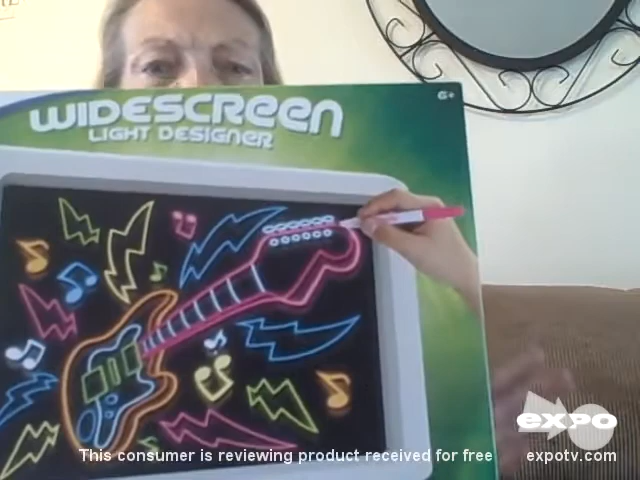 WIDESCREEN
LIGHT DESIGNER
6+
expo
This consumer is reviewing product received for free
expotv.com